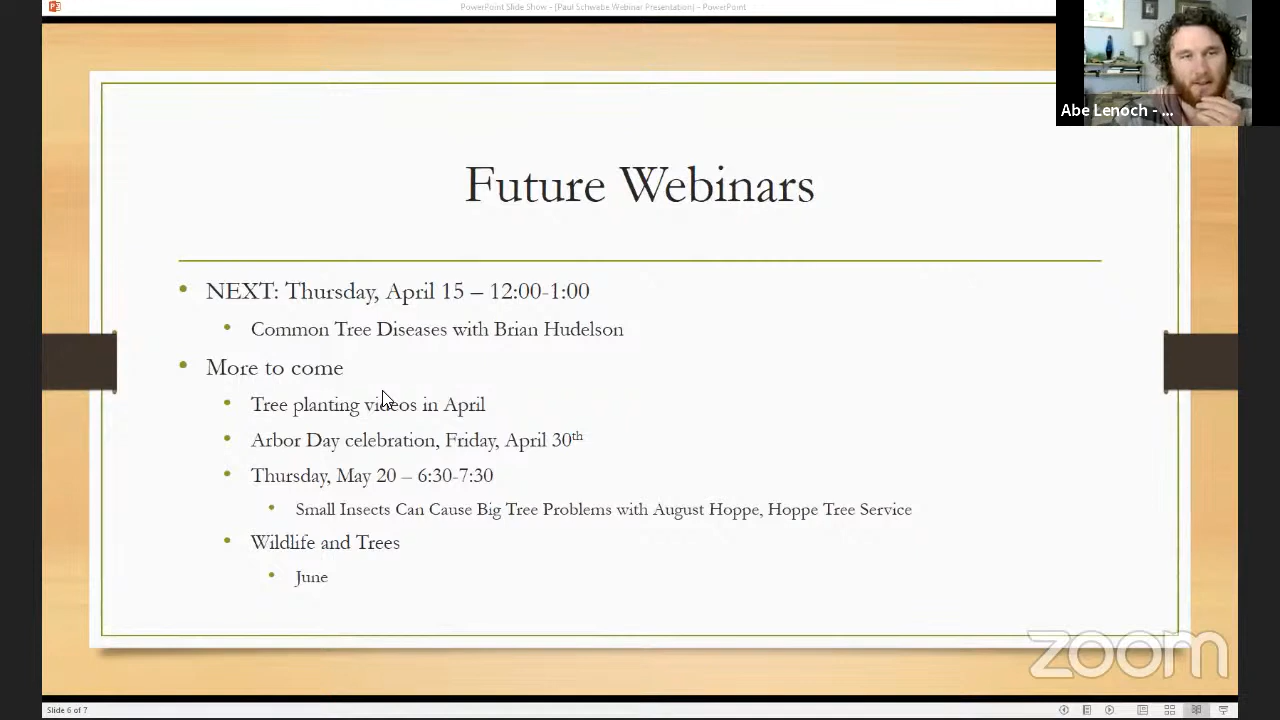 PowerPoint Slide Show - [Paul Schwabe Webinar Presentation] - PowerPoint
Abe Lenoch - ...
Future Webinars
NEXT: Thursday, April 15 – 12:00-1:00
Common Tree Diseases with Brian Hudelson
More to come
Tree planting videos in April
Arbor Day celebration, Friday, April 30th
Thursday, May 20 – 6:30-7:30
Small Insects Can Cause Big Tree Problems with August Hoppe, Hoppe Tree Service
Wildlife and Trees
June
zoom
Slide 6 of 7